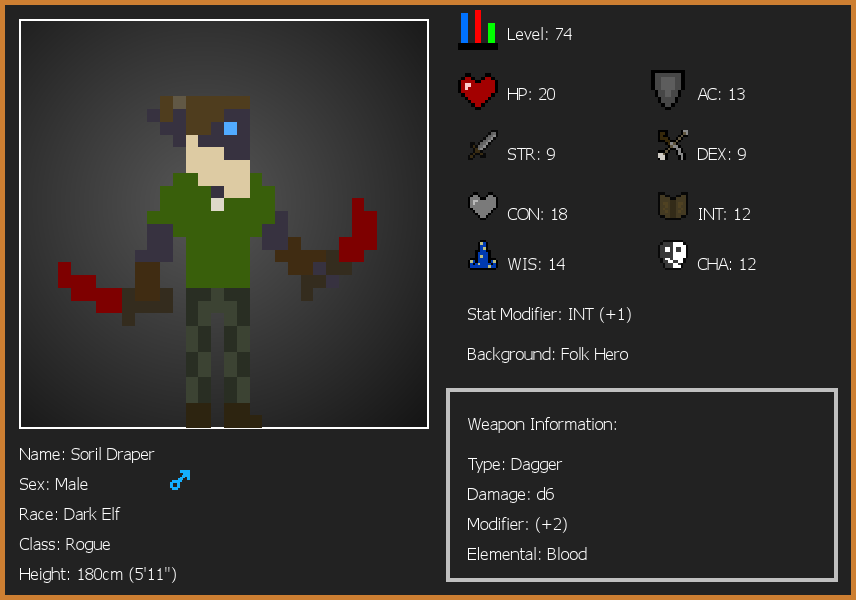 Level: 74
HP: 20
AC: 13
STR: 9
DEX: 9
CON: 18
INT: 12
WIS: 14
CHA: 12
Stat Modifier: INT (+1)
Background: Folk Hero
Weapon Information:
Type: Dagger
Damage: d6
Modifier: (+2)
Elemental: Blood
Name: Soril Draper
Sex: Male
Race: Dark Elf
Class: Rogue
Height: 180cm (5'11")